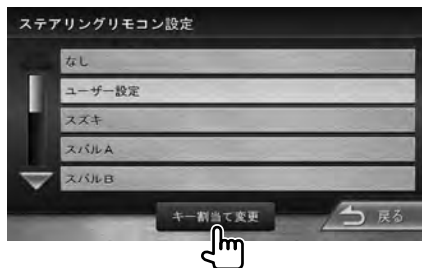 ステアリングリモコン設定
なし
ユーザー設定
スズキ
スバルA
スバルB
キー割当て変更
戻る